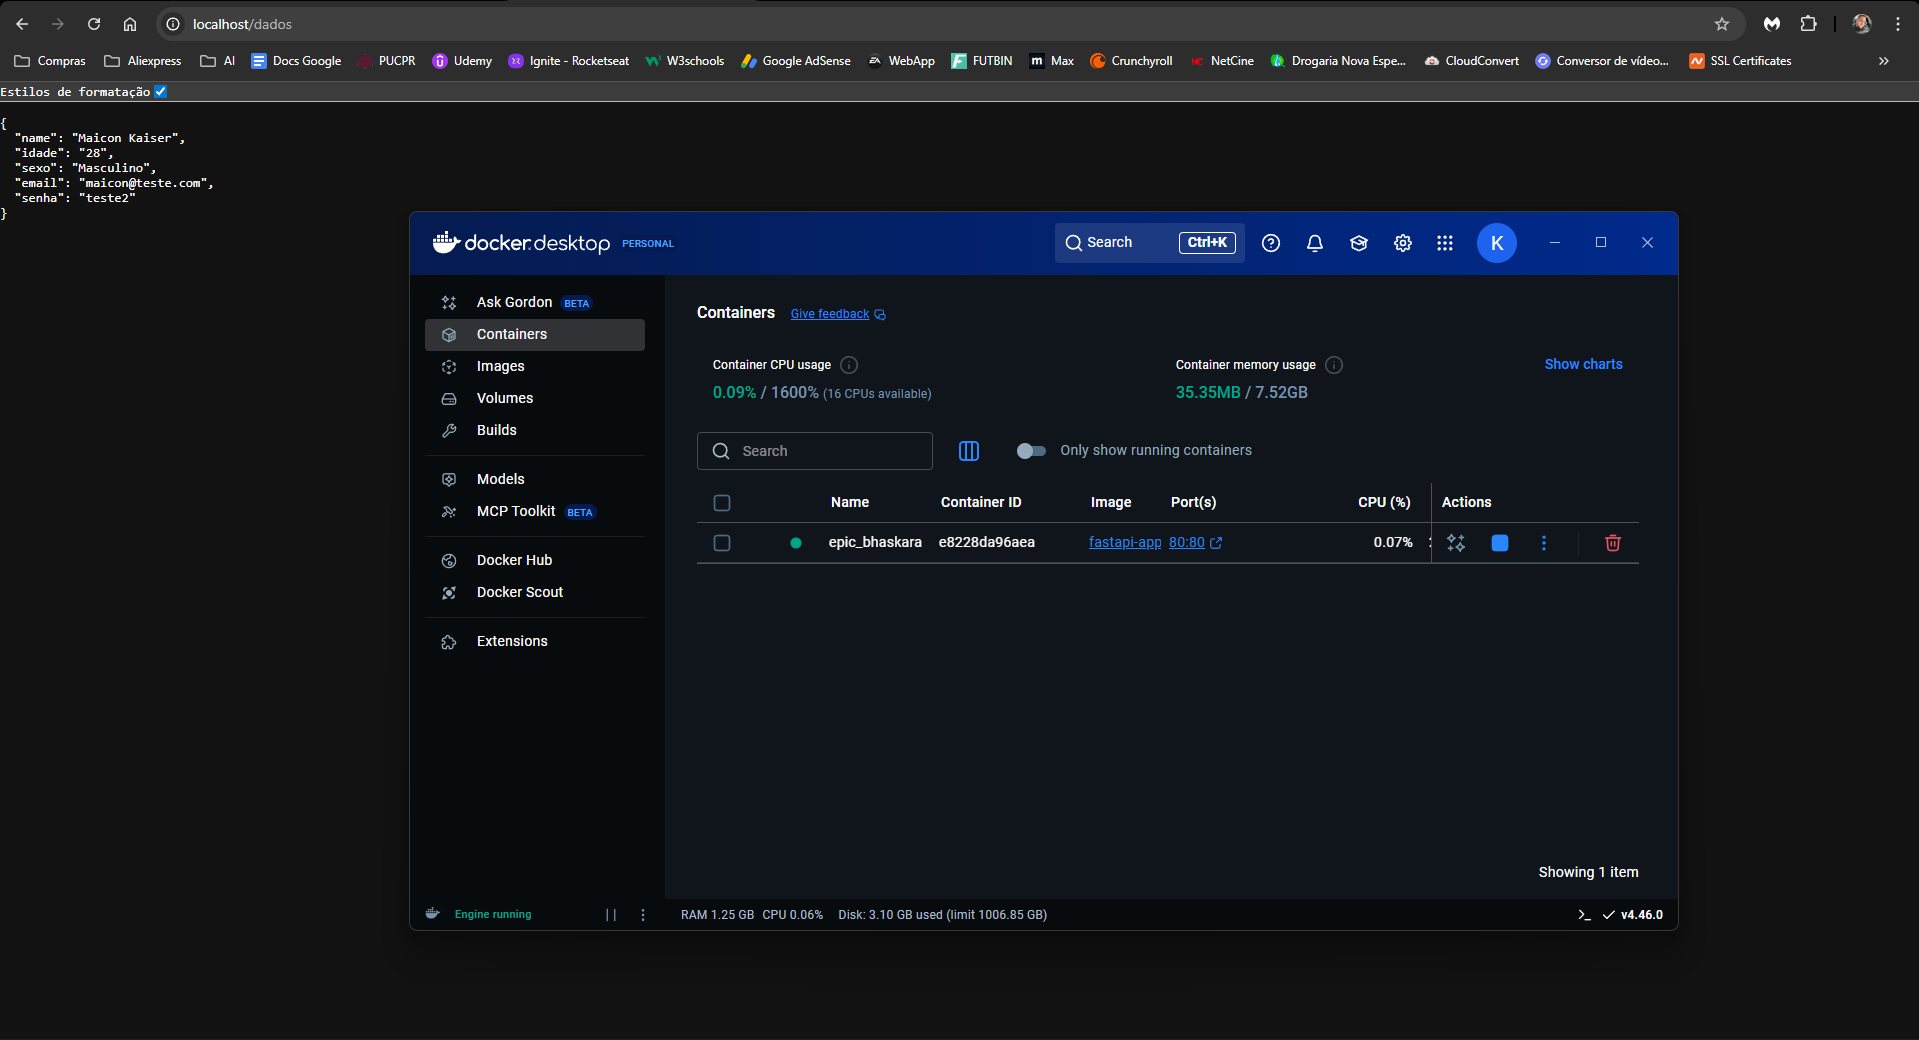 localhost/dados
Compras Aliexpress AI Docs Google PUCPR Udemy Ignite - Rocketseat W3schools Google AdSense WebApp FUTBIN Max Crunchyroll NetCine Drogaria Nova Espe... CloudConvert Conversor de vídeo... SSL Certificates »
Estilos de formatação
{
"name": "Maicon Kaiser",
"idade": "28",
"sexo": "Masculino",
"email": "maicon@teste.com",
"senha": "teste2"
}
docker.desktop PERSONAL Search Ctrl+K K
Ask Gordon BETA
Containers
Images
Volumes
Builds
Models
MCP Toolkit BETA
Docker Hub
Docker Scout
Extensions
Containers Give feedback
Container CPU usage Container memory usage Show charts
0.09% / 1600% (16 CPUs available) 35.35MB / 7.52GB
Search Only show running containers
Name Container ID Image Port(s) CPU (%) Actions
epic_bhaskara e8228da96aea fastapi-app 80:80 0.07%
Showing 1 item
Engine running RAM 1.25 GB CPU 0.06% Disk: 3.10 GB used (limit 1006.85 GB) v4.46.0